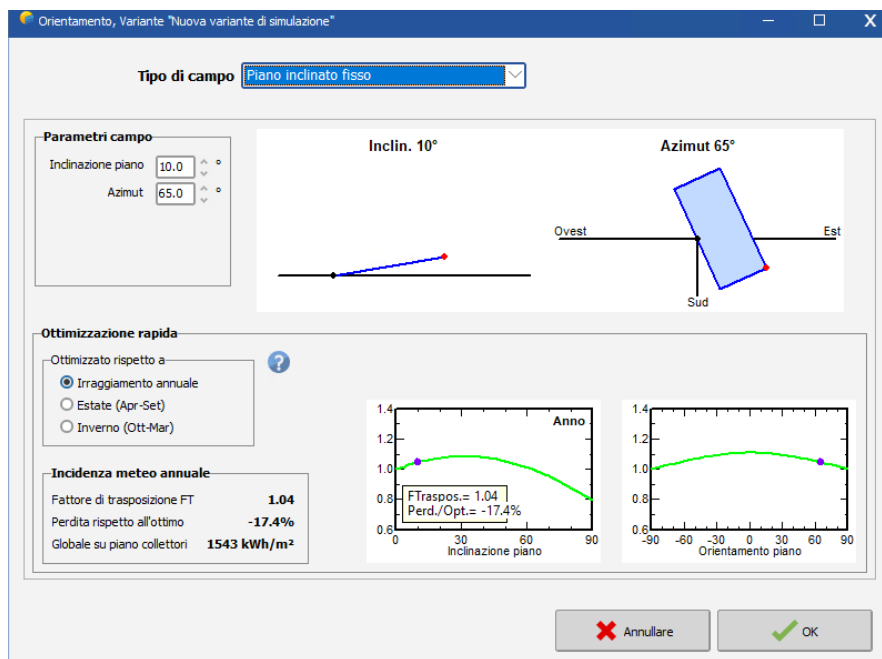 Orientamento, Variante "Nuova variante di simulazione"
Tipo di campo Piano inclinato fisso
Parametri campo
Inclinazione piano 10.0 °
Azimut 65.0 °
Inclin. 10°
Azimut 65°
Ovest
Est
Sud
Ottimizzazione rapida
Ottimizzato rispetto a
Irraggiamento annuale
Estate (Apr-Set)
Inverno (Ott-Mar)
?
Incidenza meteo annuale
Fattore di trasposizione FT 1.04
Perdita rispetto all'ottimo -17.4%
Globale su piano collettori 1543 kWh/m²
Anno
1.4
1.2
1.0
0.8
0.6
FTraspos.= 1.04
Perd./Opt.= -17.4%
0 30 60 90
Inclinazione piano
1.4
1.2
1.0
0.8
0.6
-90 -60 -30 0 30 60 90
Orientamento piano
Annullare
OK